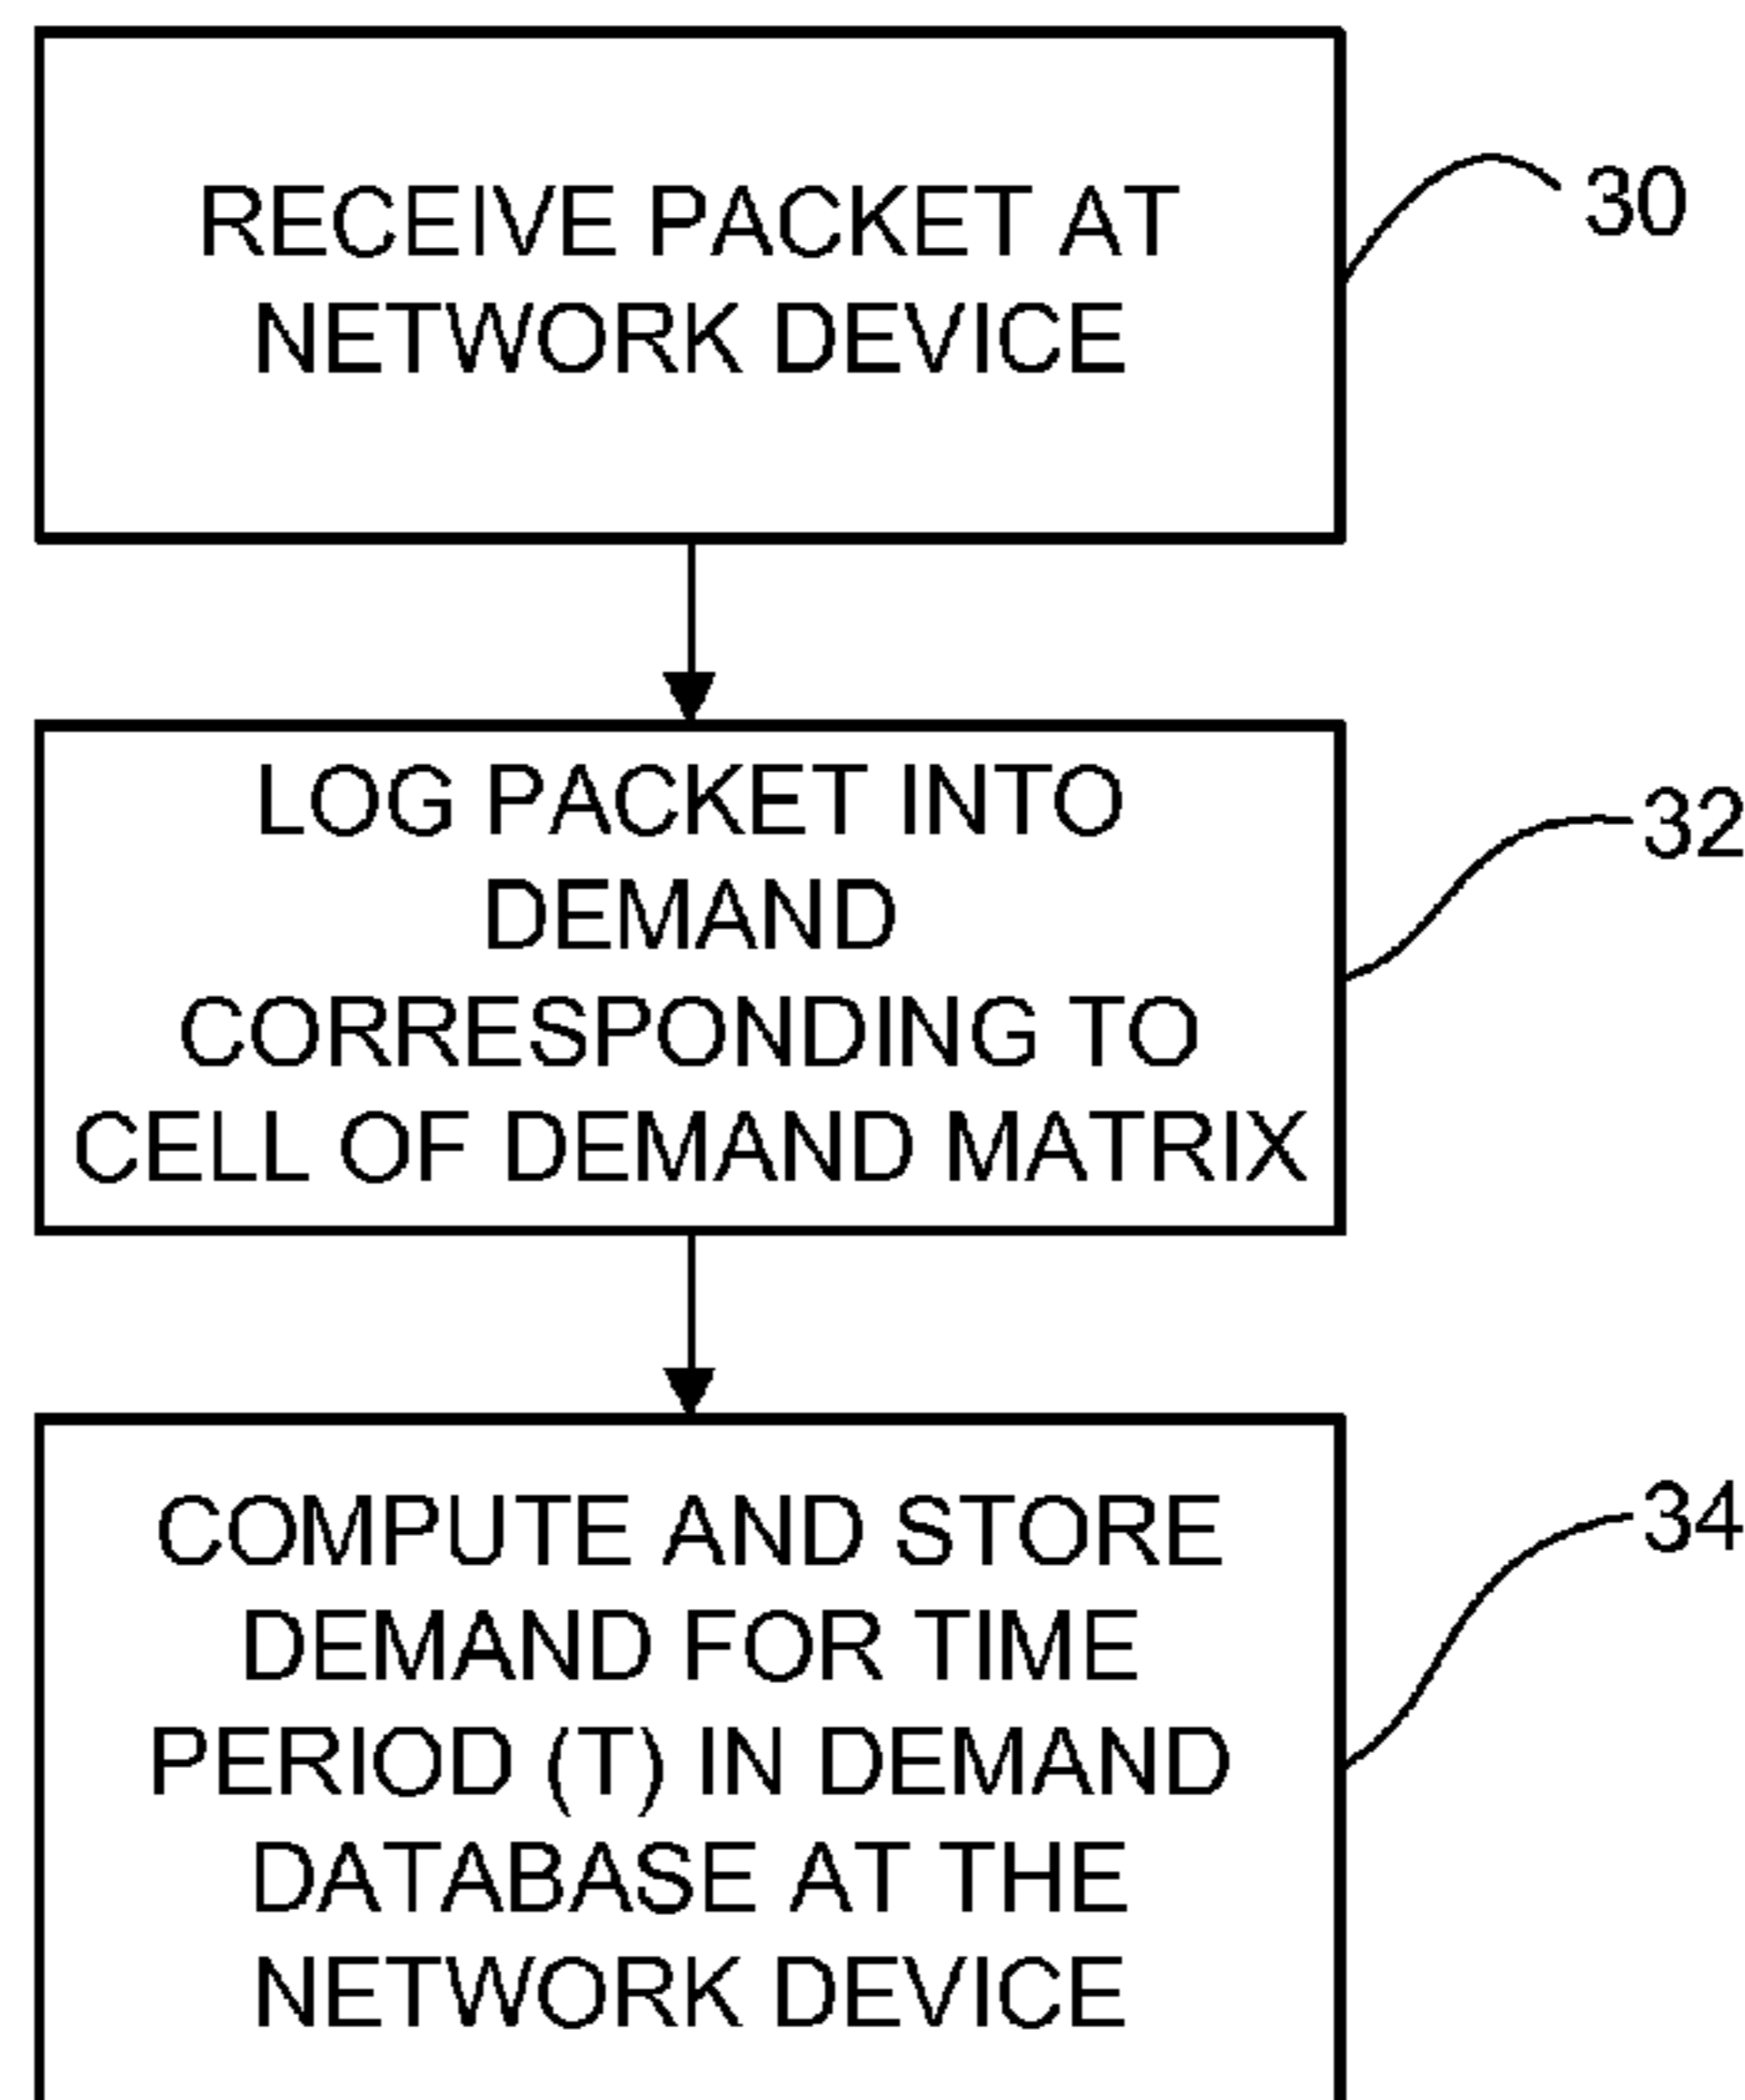 RECEIVE PACKET AT
NETWORK DEVICE
30
LOG PACKET INTO
DEMAND
CORRESPONDING TO
CELL OF DEMAND MATRIX
32
COMPUTE AND STORE
DEMAND FOR TIME
PERIOD (T) IN DEMAND
DATABASE AT THE
NETWORK DEVICE
34